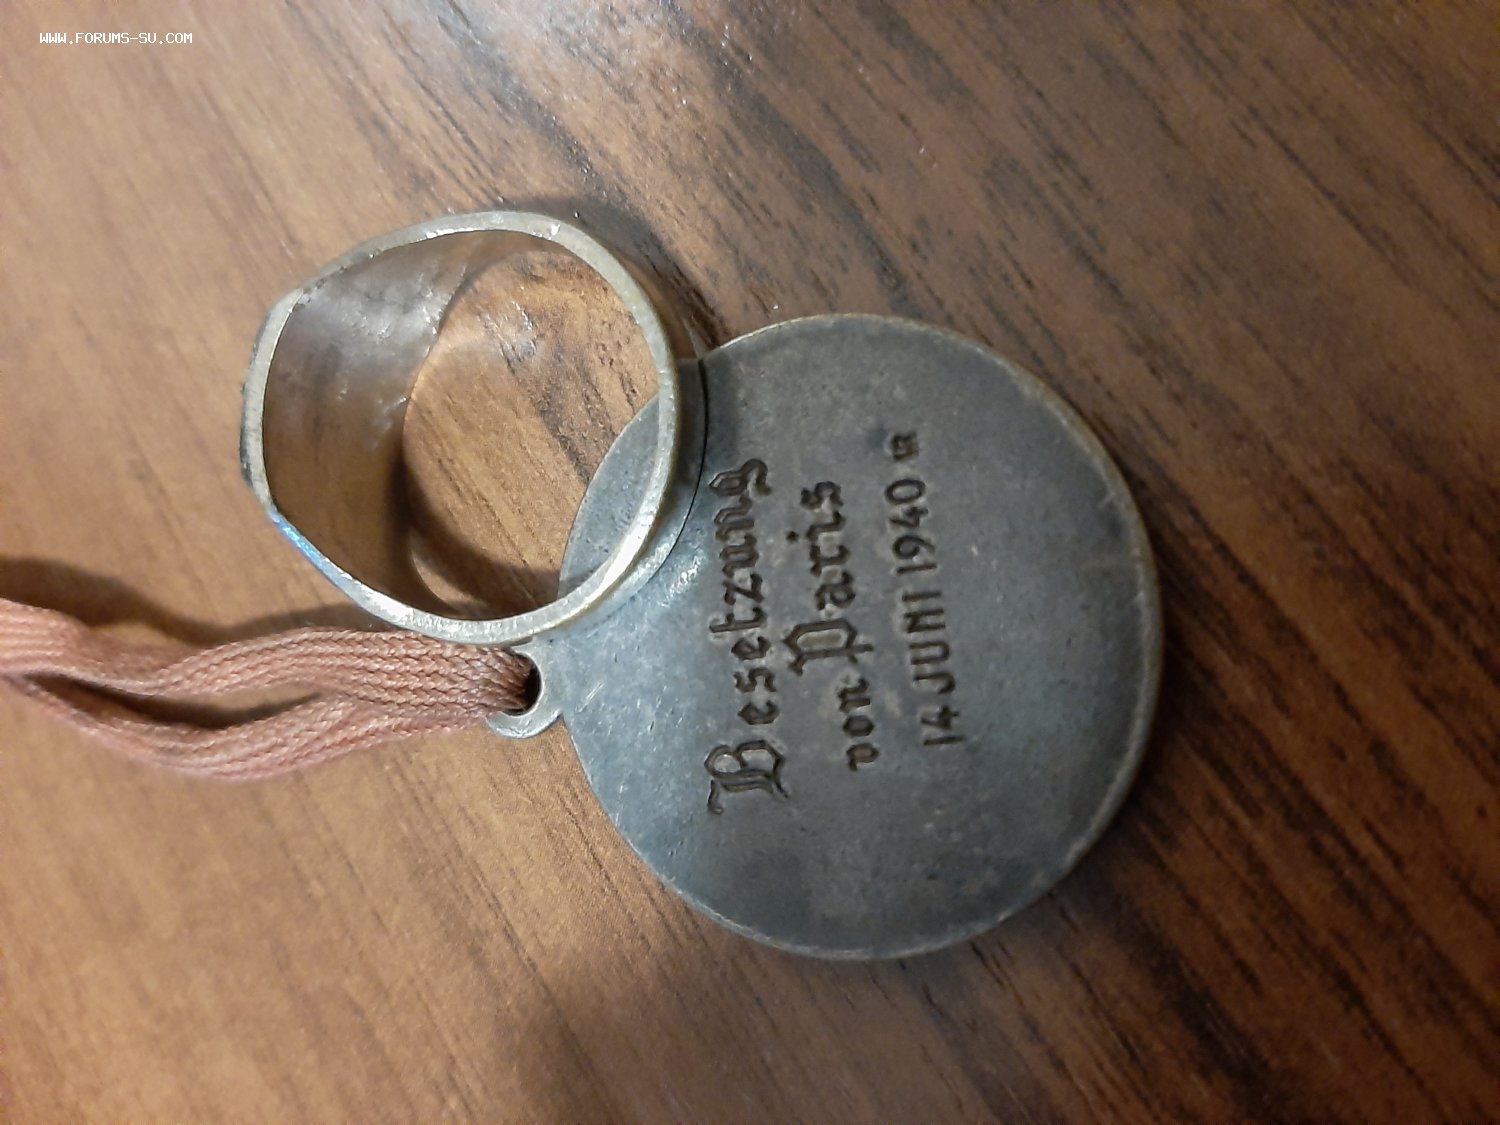 WWW.FORUMS-SU.COM
Besetzung
von Paris
14 JUNI 1940